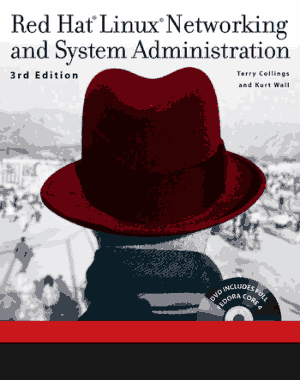 Red Hat® Linux® Networking
and System Administration
3rd Edition
Terry Collings
and Kurt Wall
DVD INCLUDES FULL
FEDORA CORE 4